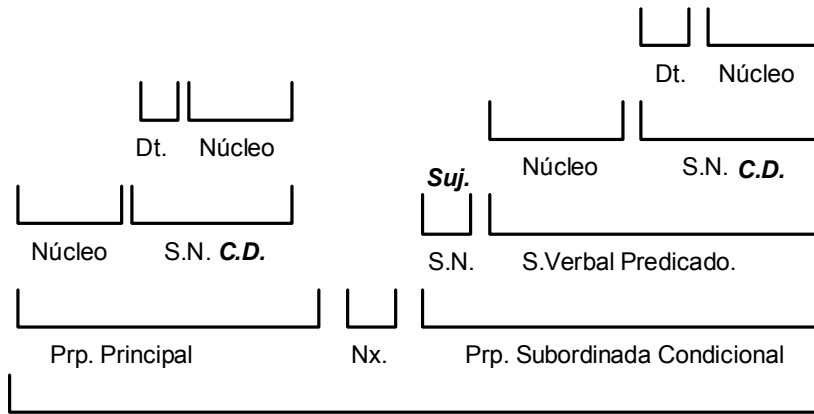 Dt. Núcleo
Dt. Núcleo
Núcleo S.N. C.D.
Suj.
Núcleo S.N. C.D.
S.N. S.Verbal Predicado.
Prp. Principal Nx. Prp. Subordinada Condicional